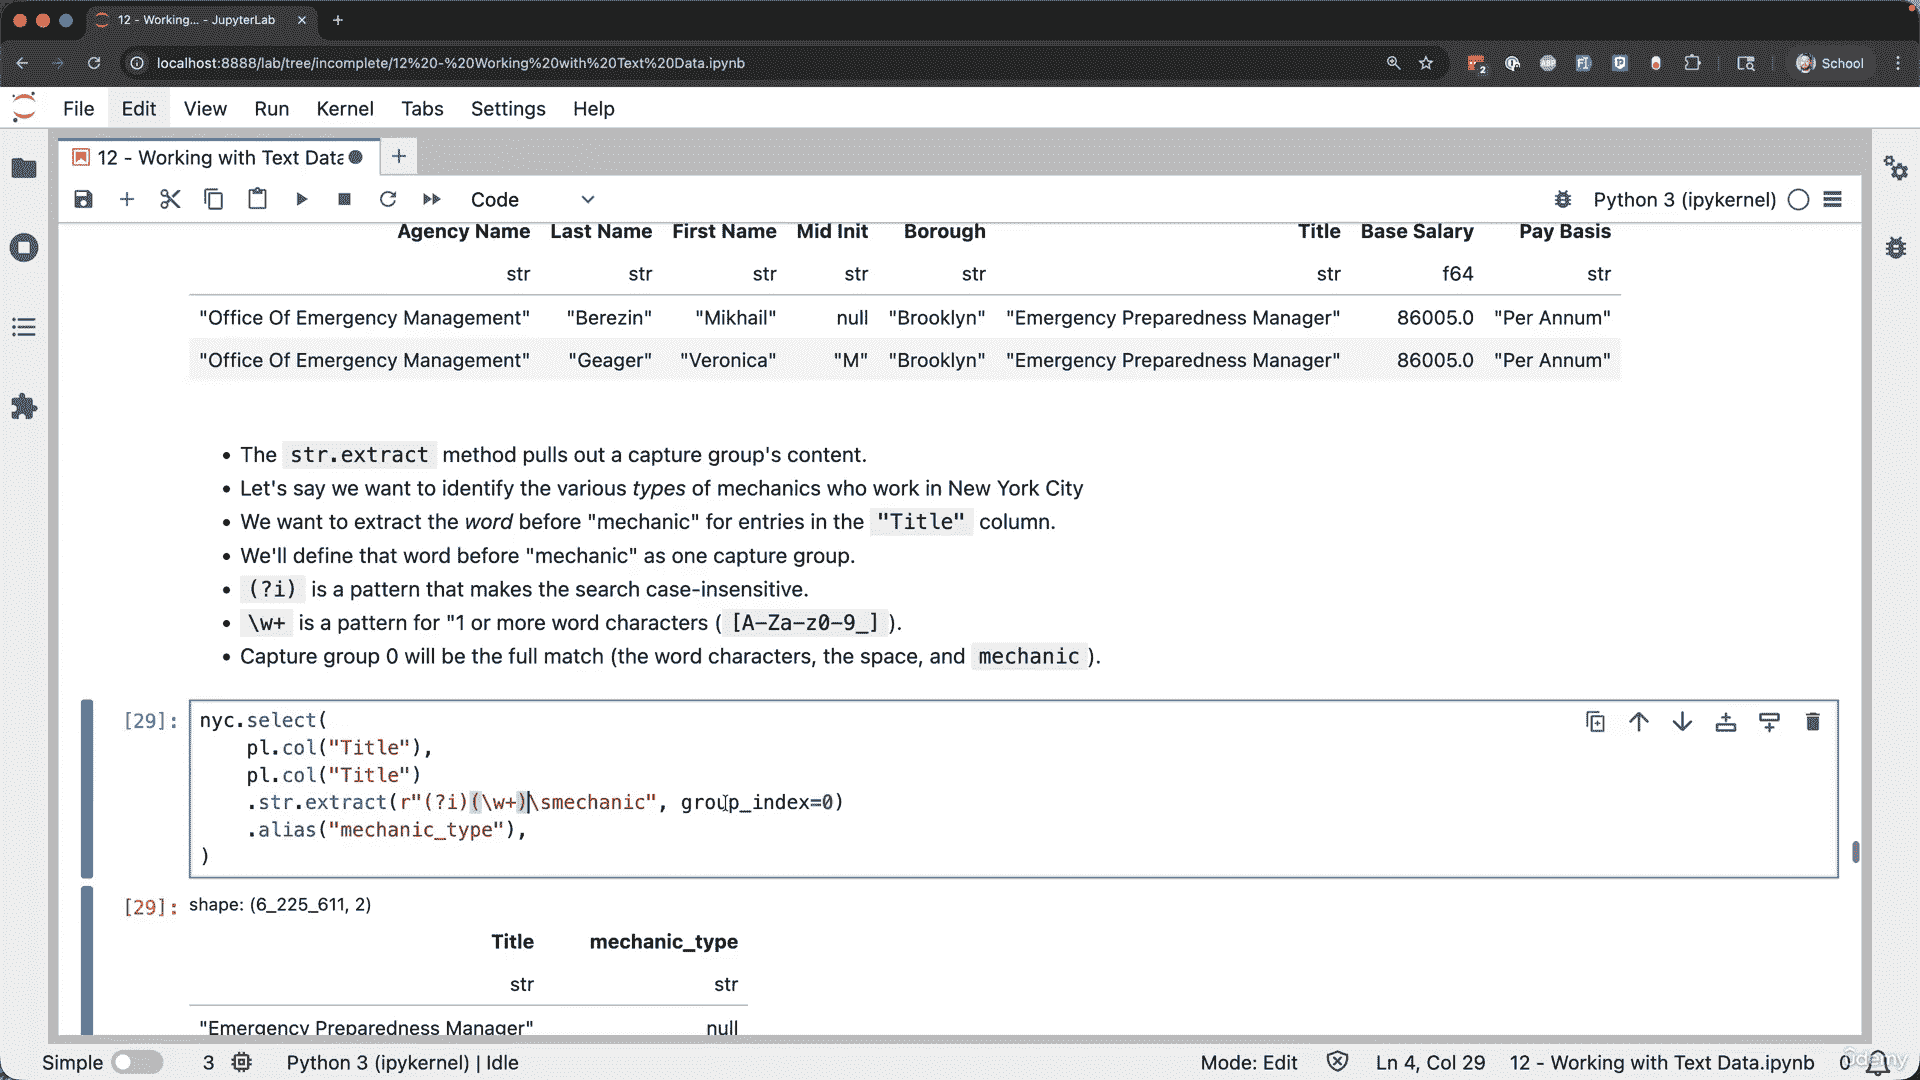 12 - Working... - JupyterLab
localhost:8888/lab/tree/incomplete/12%20-%20Working%20with%20Text%20Data.ipynb
2
ABP
School
File Edit View Run Kernel Tabs Settings Help
12 - Working with Text Data
Code
Python 3 (ipykernel)
Agency Name Last Name First Name Mid Init Borough Title Base Salary Pay Basis
str str str str str str f64 str
"Office Of Emergency Management" "Berezin" "Mikhail" null "Brooklyn" "Emergency Preparedness Manager" 86005.0 "Per Annum"
"Office Of Emergency Management" "Geager" "Veronica" "M" "Brooklyn" "Emergency Preparedness Manager" 86005.0 "Per Annum"
• The str.extract method pulls out a capture group's content.
• Let's say we want to identify the various types of mechanics who work in New York City
• We want to extract the word before "mechanic" for entries in the "Title" column.
• We'll define that word before "mechanic" as one capture group.
• (?i) is a pattern that makes the search case-insensitive.
• \w+ is a pattern for "1 or more word characters ( [A-Za-z0-9_] ).
• Capture group 0 will be the full match (the word characters, the space, and mechanic ).
[29]: nyc.select(
pl.col("Title"),
pl.col("Title")
.str.extract(r"(?i)(\w+)\smechanic", group_index=0)
.alias("mechanic_type"),
)
[29]: shape: (6_225_611, 2)
Title mechanic_type
str str
"Emergency Preparedness Manager" null
Simple 3 Python 3 (ipykernel) | Idle Mode: Edit Ln 4, Col 29 12 - Working with Text Data.ipynb 0
udemy